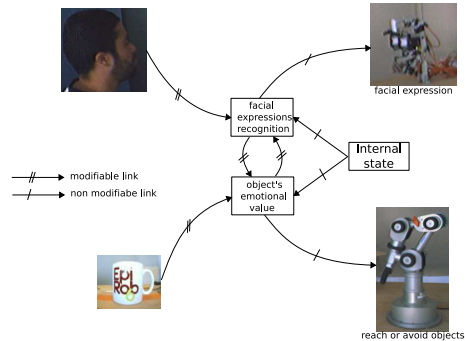 facial expression
facial
expressions
recognition
Internal
state
modifiable link
non modifiabe link
object's
emotional
value
Epi
Rob
reach or avoid objects